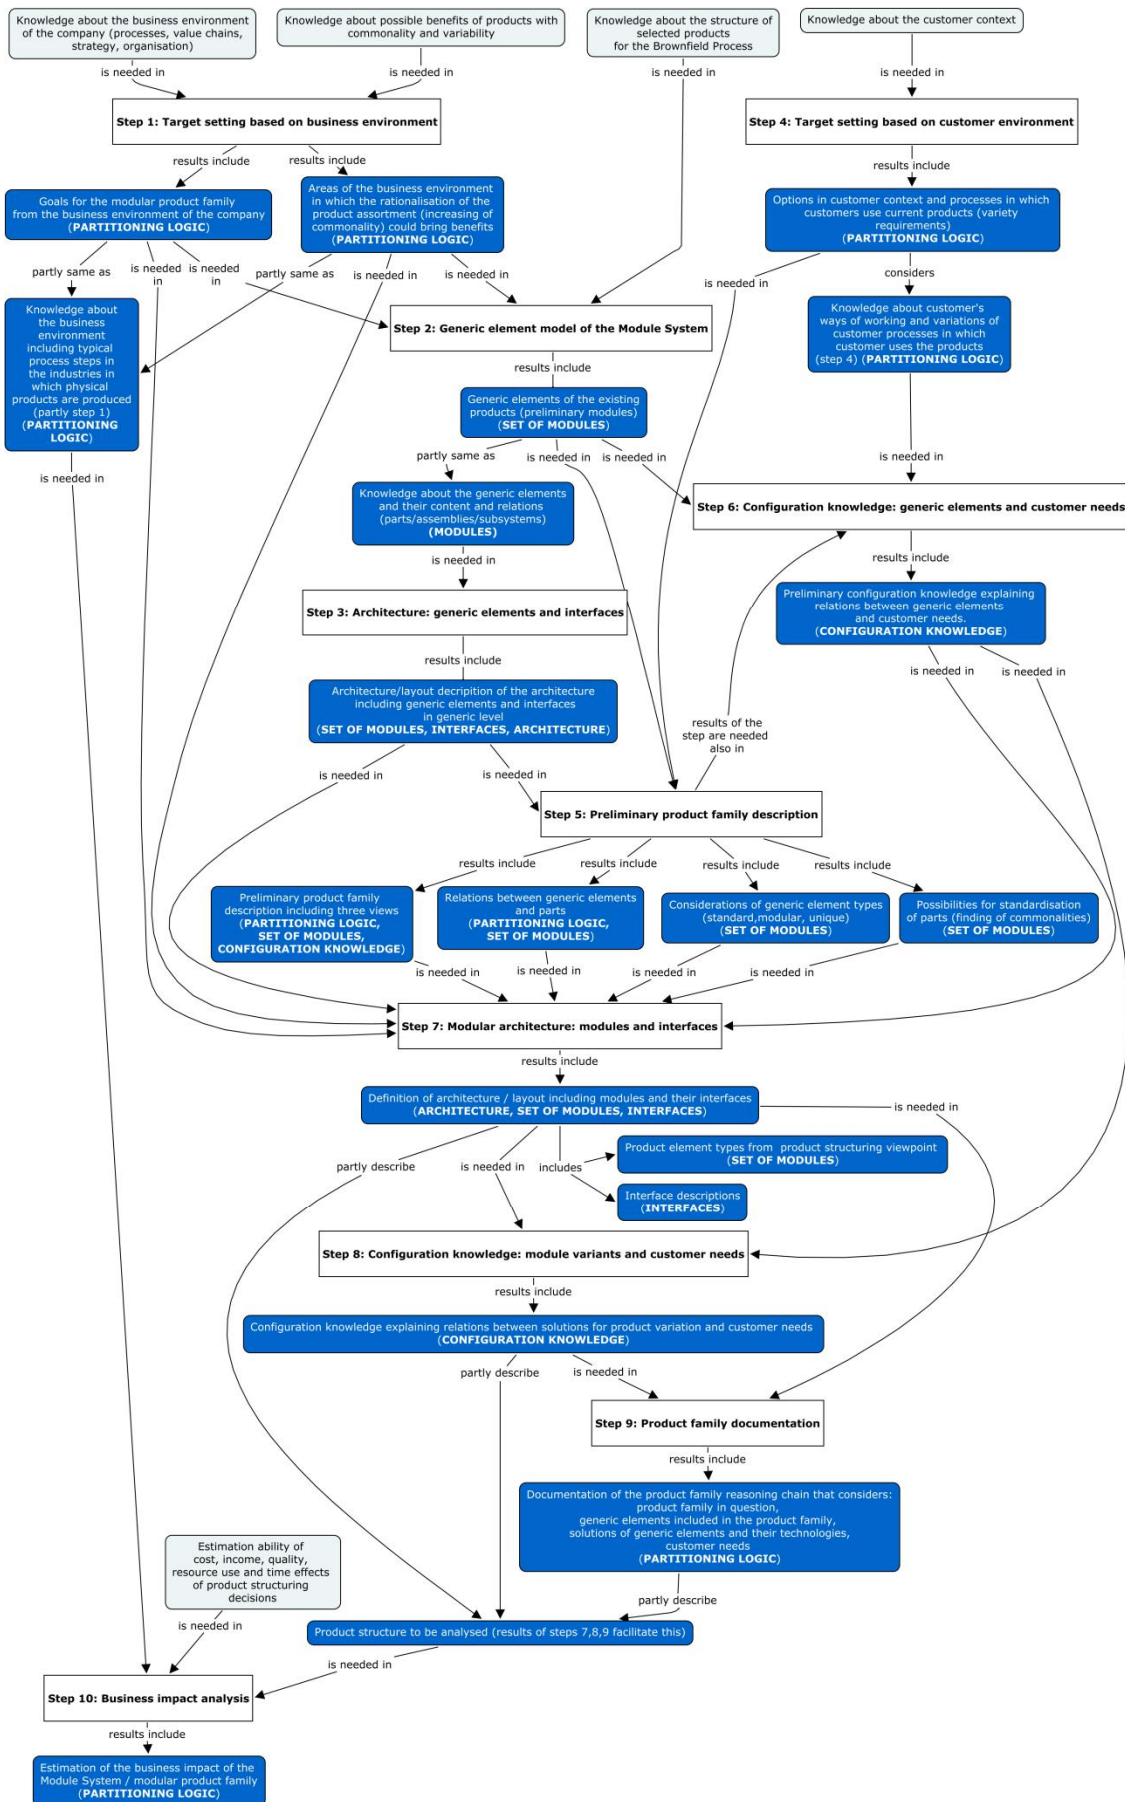 Knowledge about the business environment
of the company (processes, value chains,
strategy, organisation)
Knowledge about possible benefits of products with
commonality and variability
Knowledge about the structure of
selected products
for the Brownfield Process
Knowledge about the customer context
is needed in
is needed in
is needed in
is needed in
Step 1: Target setting based on business environment
Step 4: Target setting based on customer environment
results include
results include
results include
Goals for the modular product family
from the business environment of the company
(PARTITIONING LOGIC)
Areas of the business environment
in which the rationalisation of the
product assortment (increasing of
commonality) could bring benefits
(PARTITIONING LOGIC)
Options in customer context and processes in which
customers use current products (variety
requirements)
(PARTITIONING LOGIC)
partly same as
is needed
in
is needed
in
partly same as
is needed in
is needed in
is needed in
considers
Knowledge about
the business
environment
including typical
process steps in
the industries in
which physical
products are produced
(partly step 1)
(PARTITIONING
LOGIC)
Step 2: Generic element model of the Module System
Knowledge about customer's
ways of working and variations of
customer processes in which
customer uses the products
(step 4) (PARTITIONING LOGIC)
results include
Generic elements of the existing
products (preliminary modules)
(SET OF MODULES)
is needed in
partly same as
is needed in
is needed in
is needed in
Knowledge about the generic elements
and their content and relations
(parts/assemblies/subsystems)
(MODULES)
Step 6: Configuration knowledge: generic elements and customer needs
is needed in
results include
Step 3: Architecture: generic elements and interfaces
Preliminary configuration knowledge explaining
relations between generic elements
and customer needs.
(CONFIGURATION KNOWLEDGE)
results include
is needed in
is needed in
Architecture/layout decription of the architecture
including generic elements and interfaces
in generic level
(SET OF MODULES, INTERFACES, ARCHITECTURE)
results of the
step are needed
also in
is needed in
is needed in
Step 5: Preliminary product family description
results include
results include
results include
results include
Preliminary product family
description including three views
(PARTITIONING LOGIC,
SET OF MODULES,
CONFIGURATION KNOWLEDGE)
Relations between generic elements
and parts
(PARTITIONING LOGIC,
SET OF MODULES)
Considerations of generic element types
(standard,modular, unique)
(SET OF MODULES)
Possibilities for standardisation
of parts (finding of commonalities)
(SET OF MODULES)
is needed in
is needed in
is needed in
is needed in
Step 7: Modular architecture: modules and interfaces
results include
Definition of architecture / layout including modules and their interfaces
(ARCHITECTURE, SET OF MODULES, INTERFACES)
is needed in
partly describe
is needed in
includes
Product element types from product structuring viewpoint
(SET OF MODULES)
Interface descriptions
(INTERFACES)
Step 8: Configuration knowledge: module variants and customer needs
results include
Configuration knowledge explaining relations between solutions for product variation and customer needs
(CONFIGURATION KNOWLEDGE)
partly describe
is needed in
Step 9: Product family documentation
results include
Documentation of the product family reasoning chain that considers:
product family in question,
generic elements included in the product family,
solutions of generic elements and their technologies,
customer needs
(PARTITIONING LOGIC)
Estimation ability of
cost, income, quality,
resource use and time effects
of product structuring
decisions
partly describe
is needed in
Product structure to be analysed (results of steps 7,8,9 facilitate this)
is needed in
Step 10: Business impact analysis
results include
Estimation of the business impact of the
Module System / modular product family
(PARTITIONING LOGIC)